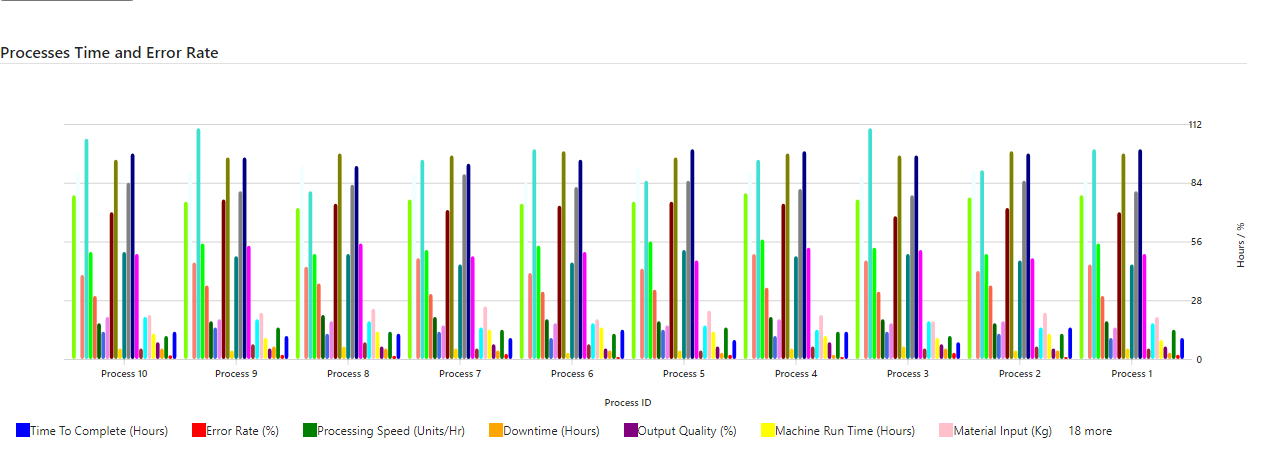 Processes Time and Error Rate
112
84
56
28
0
Hours / %
Process 10 Process 9 Process 8 Process 7 Process 6 Process 5 Process 4 Process 3 Process 2 Process 1
Process ID
Time To Complete (Hours) Error Rate (%) Processing Speed (Units/Hr) Downtime (Hours) Output Quality (%) Machine Run Time (Hours) Material Input (Kg) 18 more